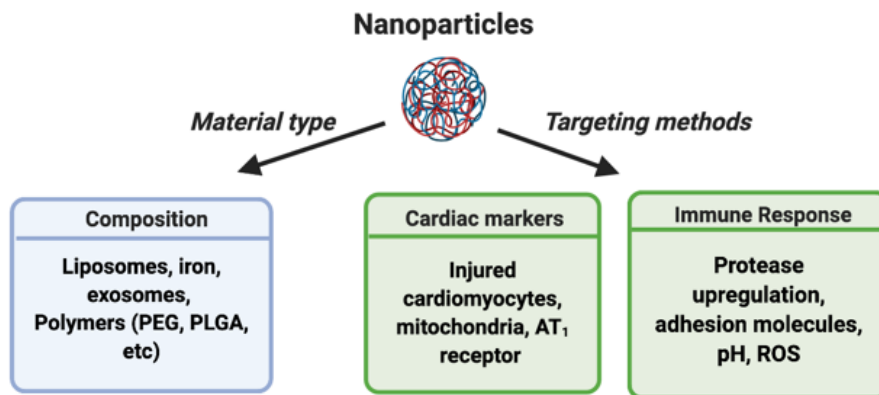 Nanoparticles
Material type
Targeting methods
Composition
Liposomes, iron,
exosomes,
Polymers (PEG, PLGA,
etc)
Cardiac markers
Injured
cardiomyocytes,
mitochondria, AT₁
receptor
Immune Response
Protease
upregulation,
adhesion molecules,
pH, ROS